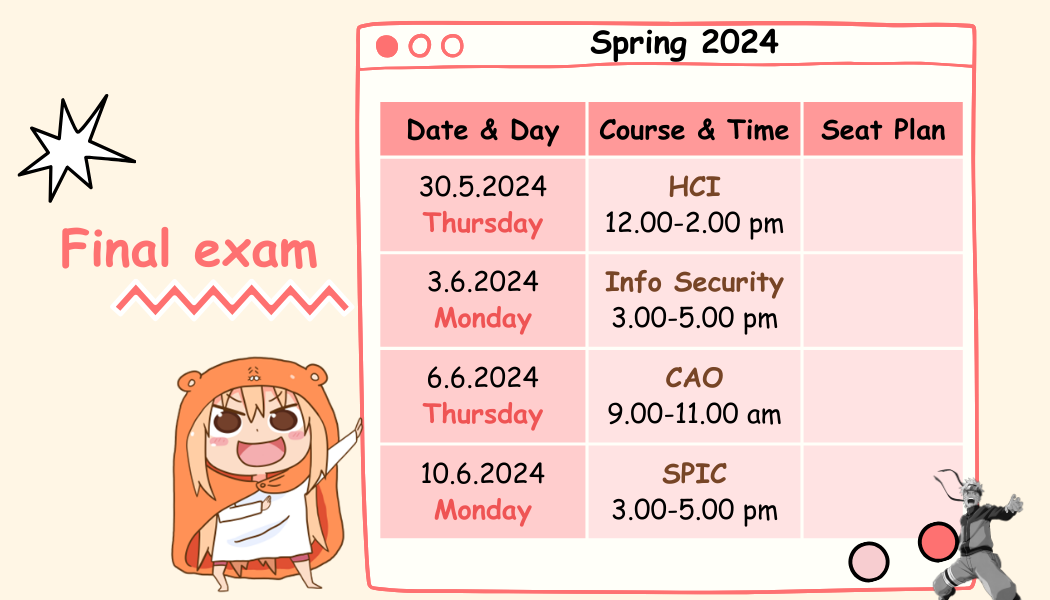 Spring 2024
Final exam
Date & Day Course & Time Seat Plan
30.5.2024 HCI
Thursday 12.00-2.00 pm
3.6.2024 Info Security
Monday 3.00-5.00 pm
6.6.2024 CAO
Thursday 9.00-11.00 am
10.6.2024 SPIC
Monday 3.00-5.00 pm